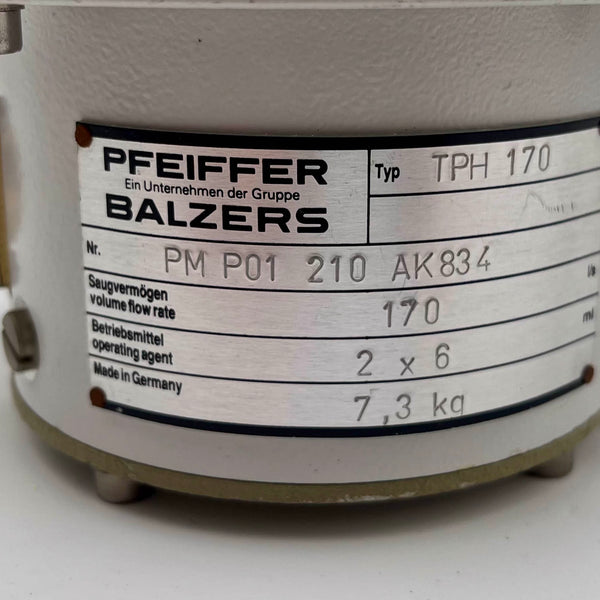 PFEIFFER
Ein Unternehmen der Gruppe
BALZERS
Typ TPH 170
Nr. PM P01 210 AK834
Saugvermögen
volume flow rate 170 l/s
Betriebsmittel
operating agent 2 x 6 ml
Made in Germany 7,3 kg